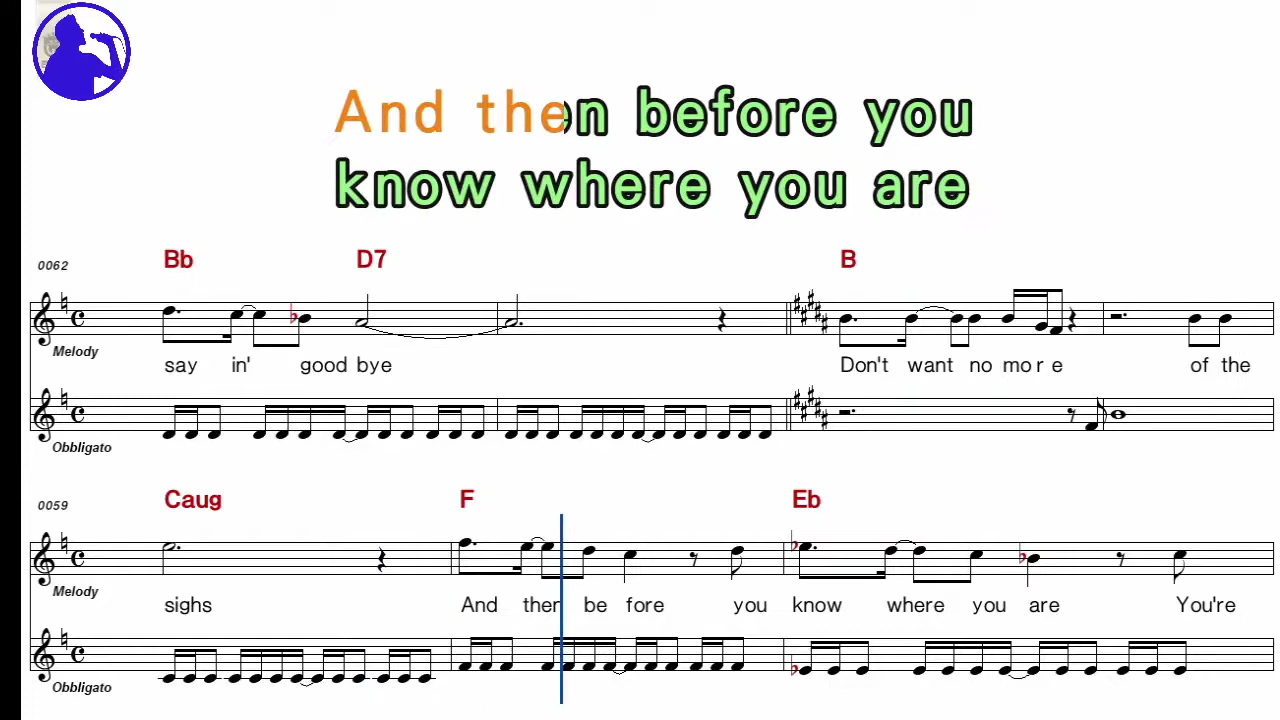 And then before you
know where you are
0062
Bb D7 B
Melody
say in' good bye Don't want no mo r e of the
Obbligato
0059
Caug F Eb
Melody
sighs And then be fore you know where you are You're
Obbligato